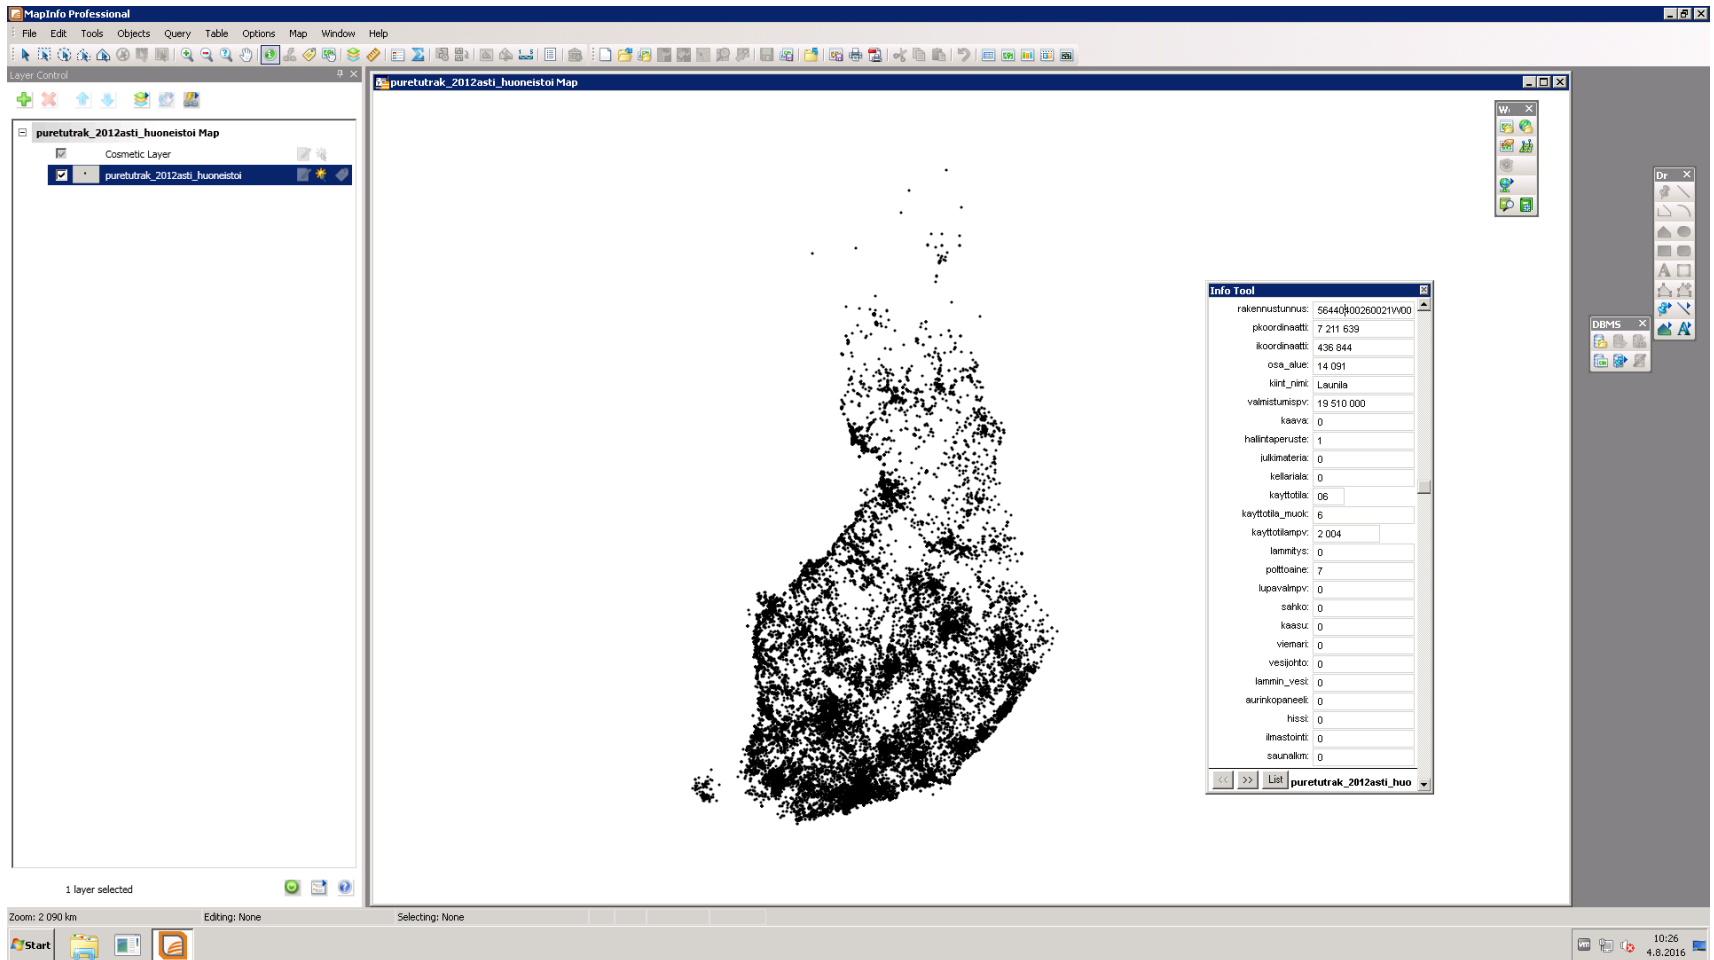 MapInfo Professional
File Edit Tools Objects Query Table Options Map Window Help
Layer Control
puretutrak_2012asti_huoneistoi Map
puretutrak_2012asti_huoneistoi Map
Cosmetic Layer
puretutrak_2012asti_huoneistoi
Dr
DBMS
Info Tool
rakennustunnus: 56440400260021W00
pkoordinaatti: 7 211 639
ikoordinaatti: 436 844
osa_alue: 14 091
kiint_nimi: Launila
valmistumispv: 19 510 000
kaava: 0
hallintaperuste: 1
julkimateria: 0
kellariala: 0
kayttotila: 06
kayttotila_muok: 6
kayttotilampv: 2 004
lammitys: 0
polttoaine: 7
lupavalmpv: 0
sahko: 0
kaasu: 0
viemari: 0
vesijohto: 0
lammin_vesi: 0
aurinkopaneeli: 0
hissi: 0
ilmastointi: 0
saunalkm: 0
<< >> List puretutrak_2012asti_huo
1 layer selected
Zoom: 2 090 km Editing: None Selecting: None
Start
10:26
4.8.2016